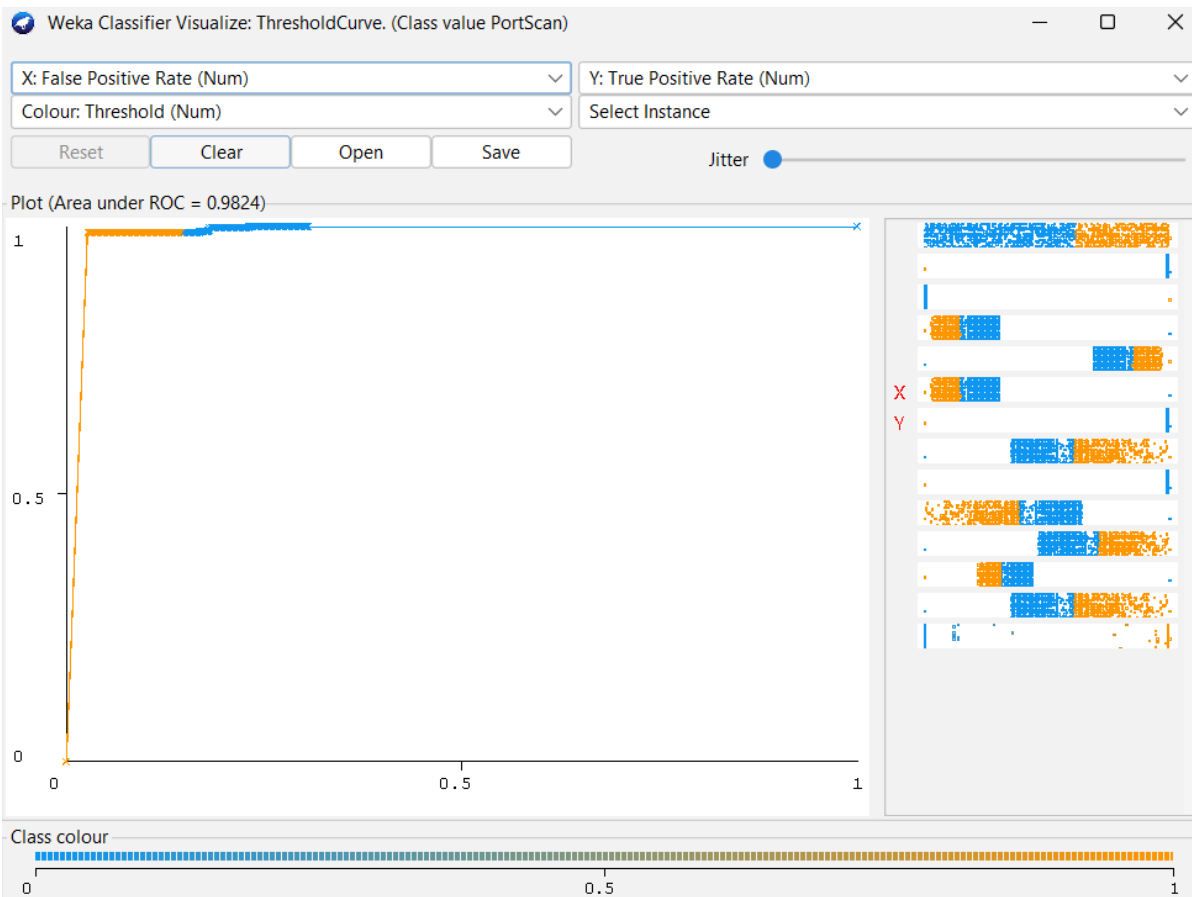 Weka Classifier Visualize: ThresholdCurve. (Class value PortScan)
X: False Positive Rate (Num) Y: True Positive Rate (Num)
Colour: Threshold (Num) Select Instance
Reset Clear Open Save Jitter
Plot (Area under ROC = 0.9824)
1
X
Y
0.5
0
0 0.5 1
Class colour
0 0.5 1